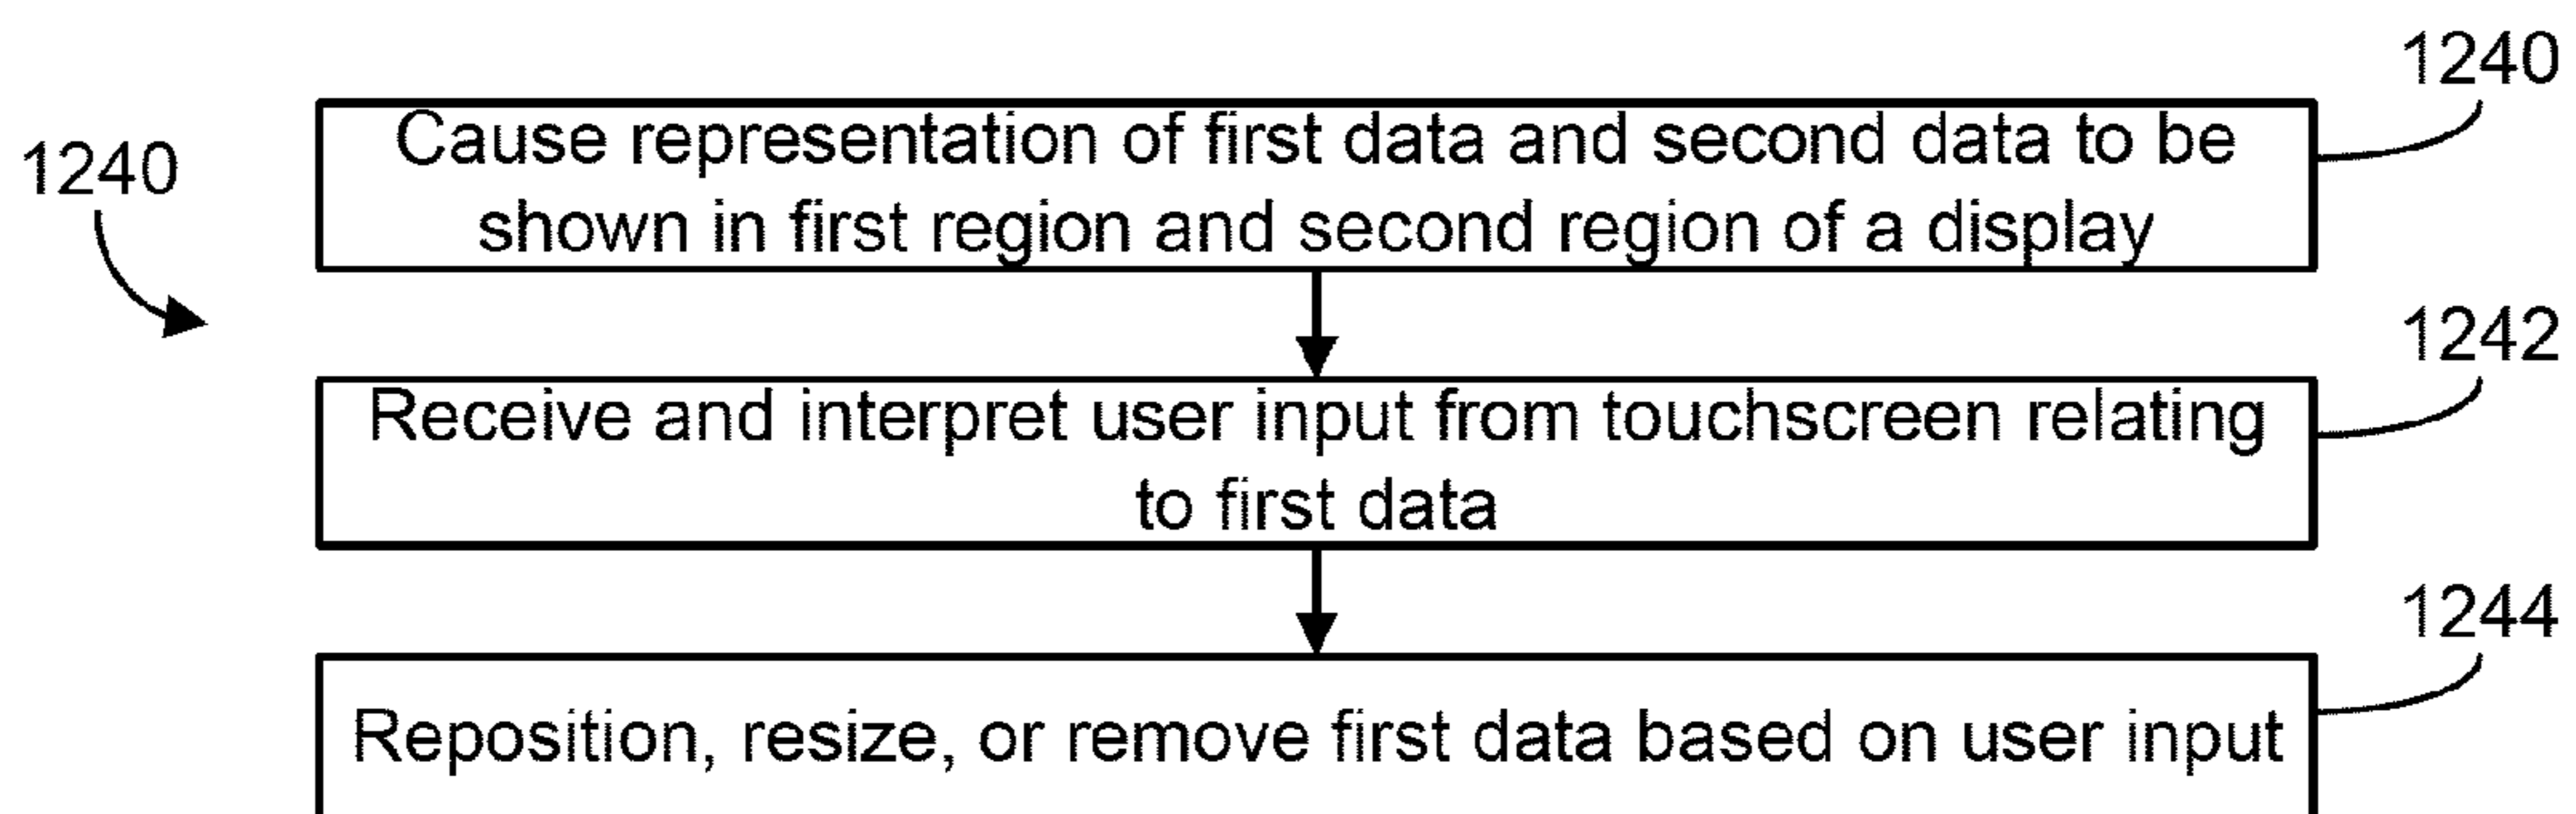 1240
Cause representation of first data and second data to be
shown in first region and second region of a display
1240
1242
Receive and interpret user input from touchscreen relating
to first data
1244
Reposition, resize, or remove first data based on user input